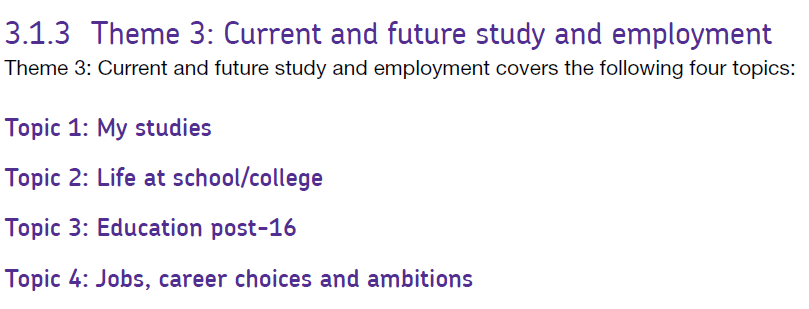 3.1.3 Theme 3: Current and future study and employment
Theme 3: Current and future study and employment covers the following four topics:
Topic 1: My studies
Topic 2: Life at school/college
Topic 3: Education post-16
Topic 4: Jobs, career choices and ambitions